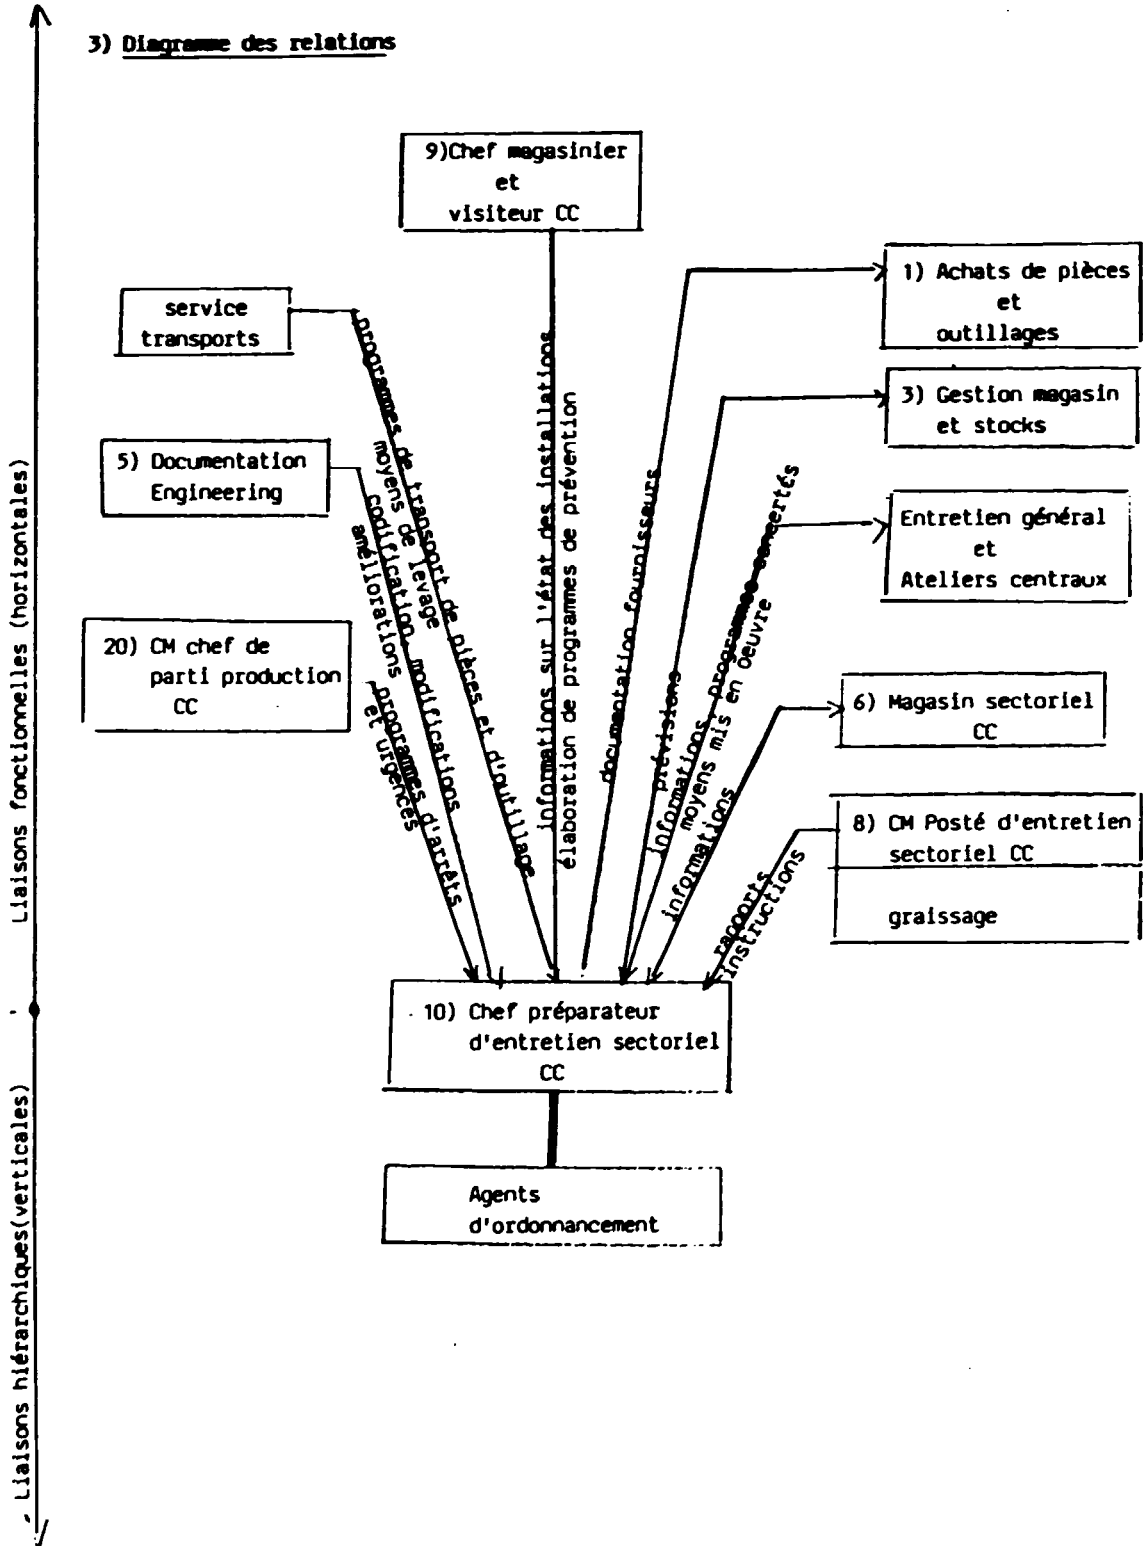 3) Diagramme des relations
9)Chef magasinier
et
visiteur CC
1) Achats de pièces
et
outillages
service
transports
3) Gestion magasin
et stocks
5) Documentation
Engineering
Entretien général
et
Ateliers centraux
20) CM chef de
parti production
CC
6) Magasin sectoriel
CC
8) CM Posté d'entretien
sectoriel CC
graissage
programmes de transport de pièces et d'outillage
moyens de levage
codification, modifications
améliorations
programmes d'arrêts
et urgences
informations sur l'état des installations
élaboration de programmes de prévention
documentation fournisseurs
prévisions
informations, programmes concertés
moyens mis en oeuvre
informations
rapports
instructions
10) Chef préparateur
d'entretien sectoriel
CC
Agents
d'ordonnancement
Liaisons fonctionnelles (horizontales)
Liaisons hiérarchiques(verticales)